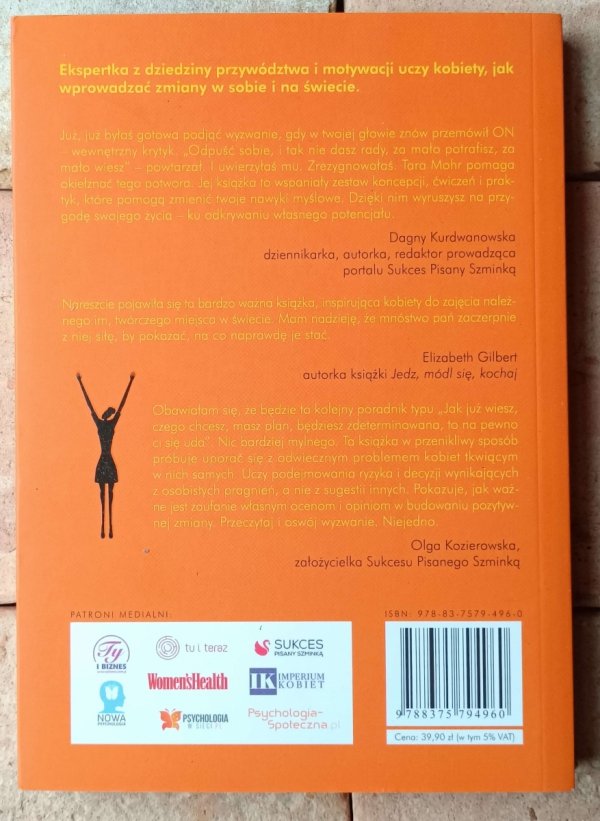 Ekspertka z dziedziny przywództwa i motywacji uczy kobiety, jak
wprowadzać zmiany w sobie i na świecie.
Już, już byłaś gotowa podjąć wyzwanie, gdy w twojej głowie znów przemówił ON
– wewnętrzny krytyk. „Odpuść sobie, i tak nie dasz rady, za mało potrafisz, za
mało wiesz” – powtarzał. I uwierzyłaś mu. Zrezygnowałaś. Tara Mohr pomaga
okiełznać tego potwora. Jej książka to wspaniały zestaw koncepcji, ćwiczeń i prak-
tyk, które pomogą zmienić twoje nawyki myślowe. Dzięki nim wyruszysz na przy-
godę swojego życia – ku odkrywaniu własnego potencjału.
Dagny Kurdwanowska
dziennikarka, autorka, redaktor prowadząca
portalu Sukces Pisany Szminką
Nareszcie pojawiła się ta bardzo ważna książka, inspirująca kobiety do zajęcia należ-
nego im, twórczego miejsca w świecie. Mam nadzieję, że mnóstwo pań zaczerpnie
z niej siłę, by pokazać, na co naprawdę je stać.
Elizabeth Gilbert
autorka książki Jedz, módl się, kochaj
Obawiałam się, że będzie to kolejny poradnik typu „Jak już wiesz,
czego chcesz, masz plan, będziesz zdeterminowana, to na pewno
ci się uda”. Nic bardziej mylnego. Ta książka w przenikliwy sposób
próbuje uporać się z odwiecznym problemem kobiet tkwiącym
w nich samych. Uczy podejmowania ryzyka i decyzji wynikających
z osobistych pragnień, a nie z sugestii innych. Pokazuje, jak waż-
ne jest zaufanie własnym ocenom i opiniom w budowaniu pozytyw-
nej zmiany. Przeczytaj i oswój wyzwanie. Niejedno.
Olga Kozierowska,
założycielka Sukcesu Pisanego Szminką
PATRONI MEDIALNI:
Ty
I BIZNES
tu i teraz
SUKCES
PISANY SZMINKĄ
Women'sHealth
IK IMPERIUM
KOBIET
NOWA
PSYCHOLOGIA
PSYCHOLOGIA
W SIECI.PL
Psychologia-
Społeczna.pl
ISBN: 978-83-7579-496-0
9 788375 794960
Cena: 39,90 zł (w tym 5% VAT)